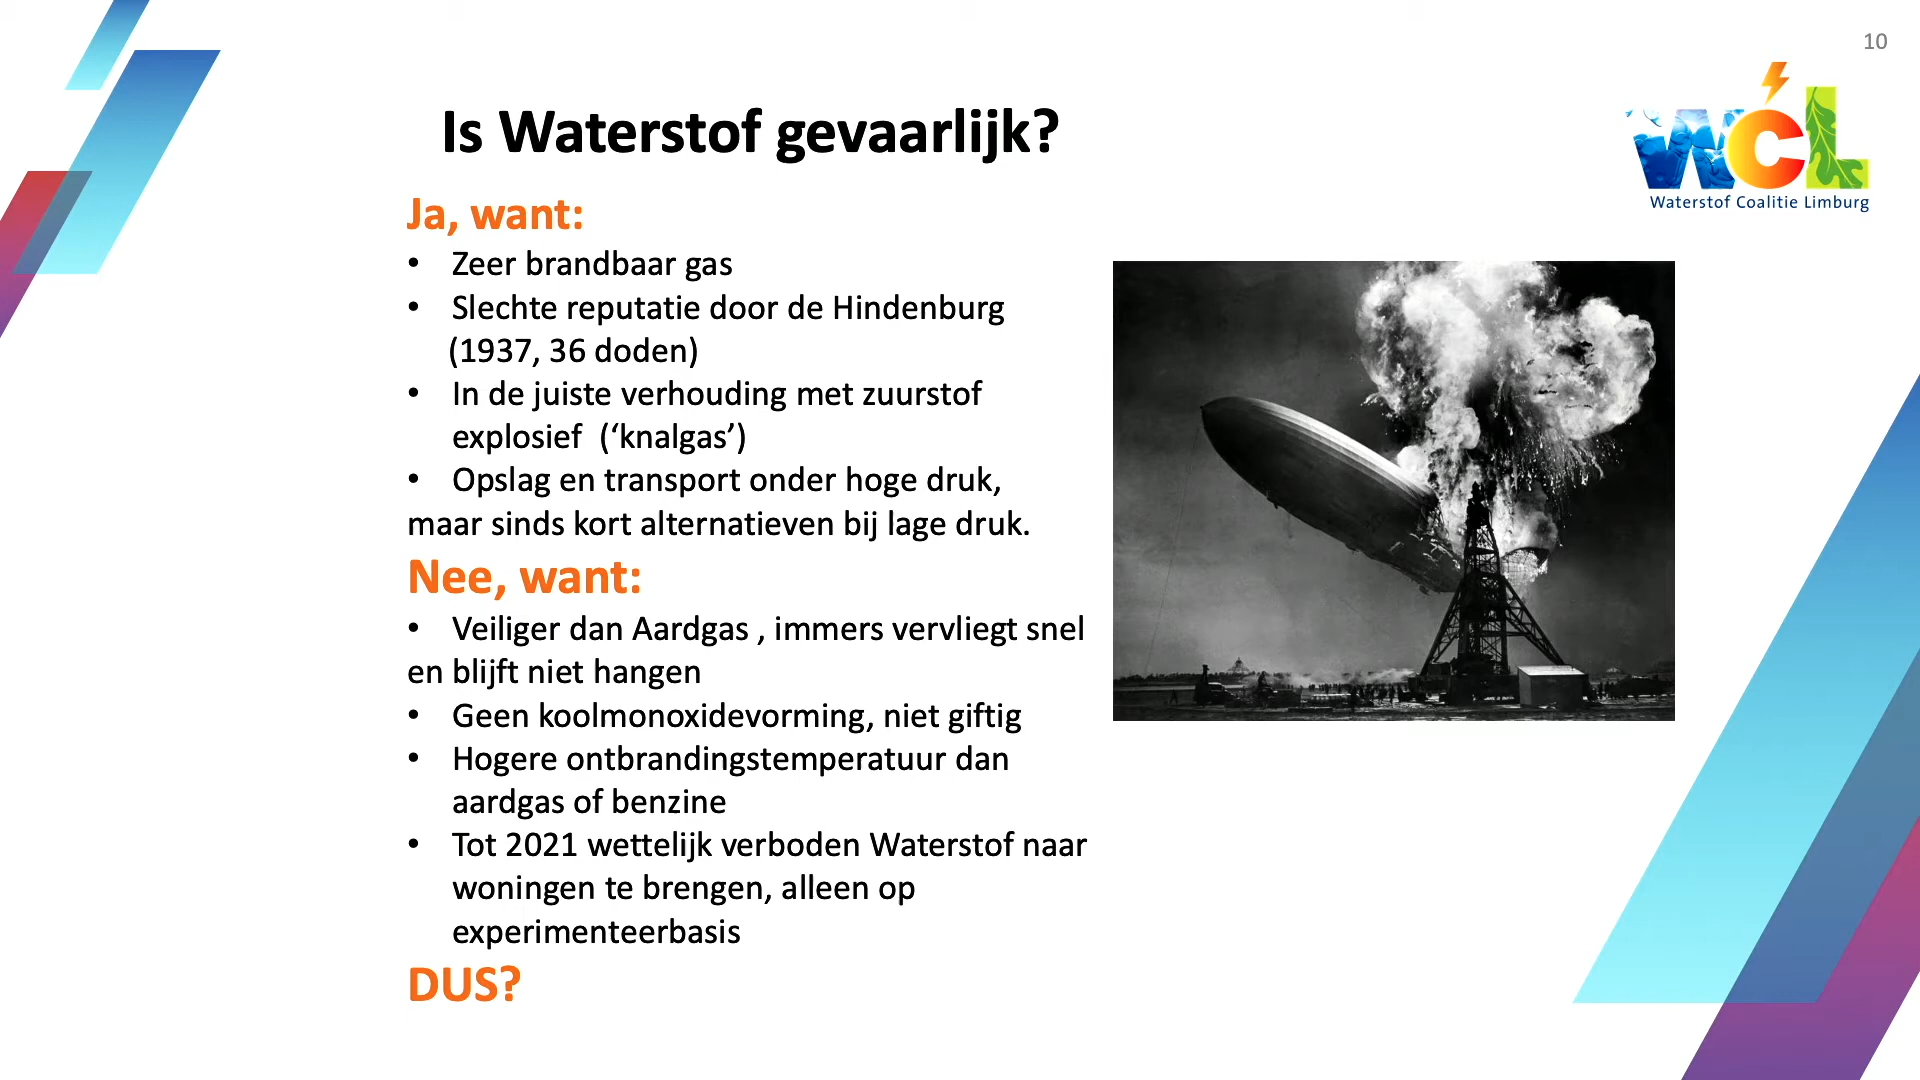 10
WCL
Waterstof Coalitie Limburg
Is Waterstof gevaarlijk?
Ja, want:
• Zeer brandbaar gas
• Slechte reputatie door de Hindenburg
(1937, 36 doden)
• In de juiste verhouding met zuurstof
explosief  (‘knalgas’)
• Opslag en transport onder hoge druk,
maar sinds kort alternatieven bij lage druk.
Nee, want:
• Veiliger dan Aardgas , immers vervliegt snel
en blijft niet hangen
• Geen koolmonoxidevorming, niet giftig
• Hogere ontbrandingstemperatuur dan
aardgas of benzine
• Tot 2021 wettelijk verboden Waterstof naar
woningen te brengen, alleen op
experimenteerbasis
DUS?